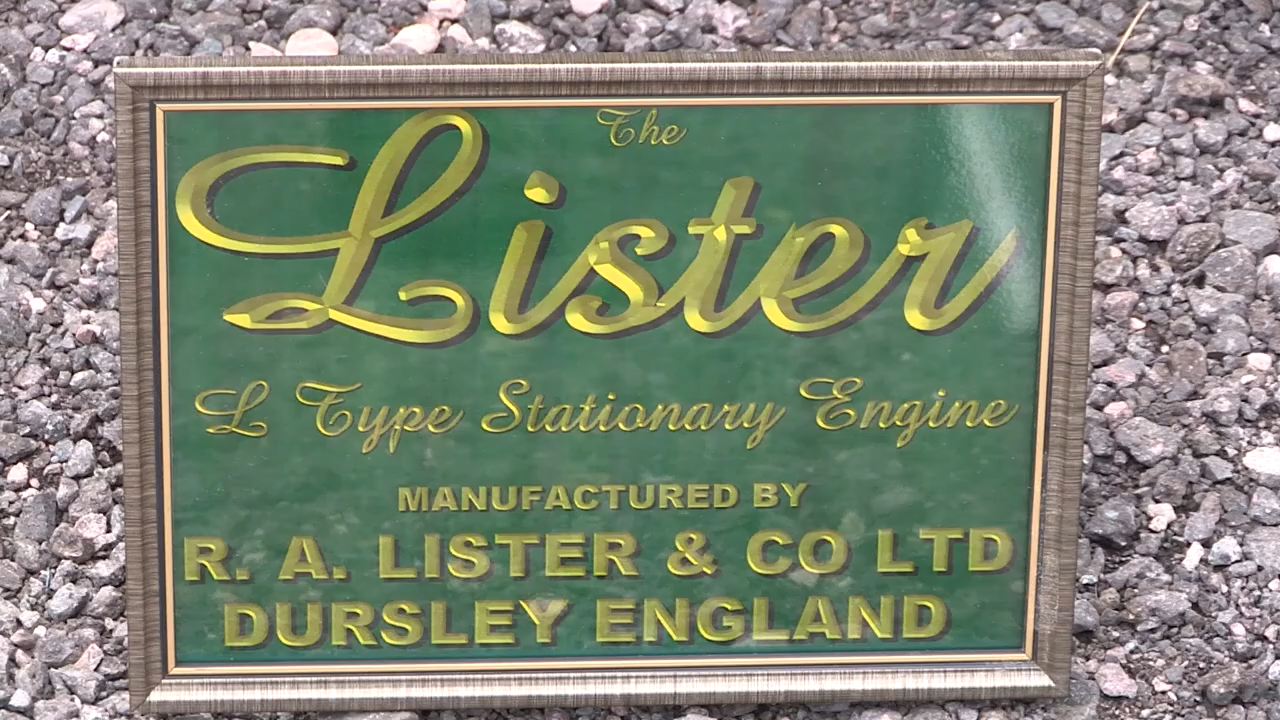 The
Lister
L Type Stationary Engine
MANUFACTURED BY
R. A. LISTER & CO LTD
DURSLEY ENGLAND